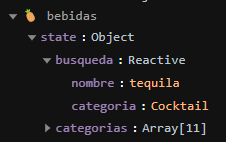 bebidas
state : Object
busqueda : Reactive
nombre : tequila
categoria : Cocktail
categorias : Array[11]